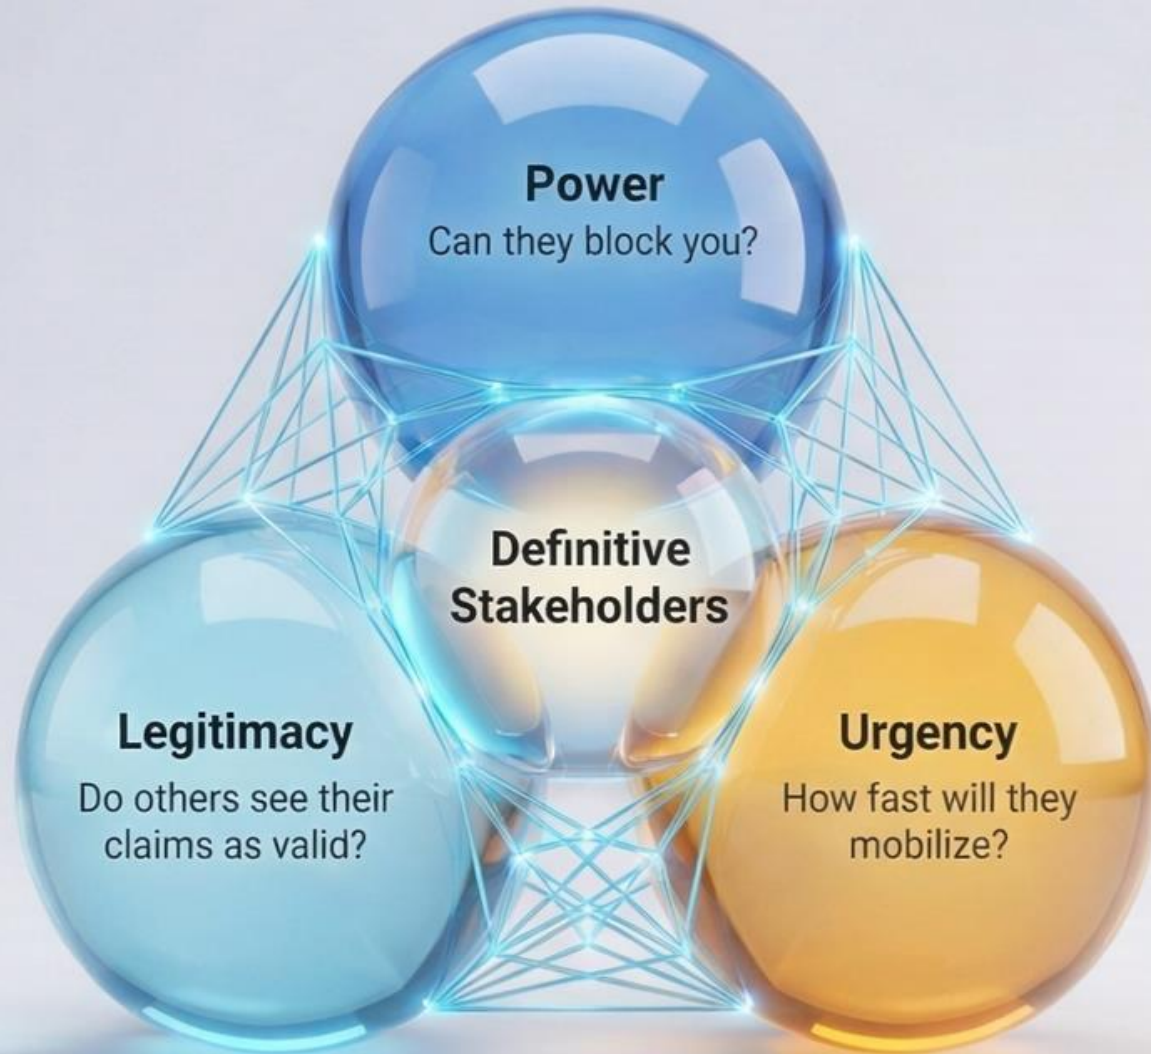 Power
Can they block you?
Definitive
Stakeholders
Legitimacy
Do others see their
claims as valid?
Urgency
How fast will they
mobilize?